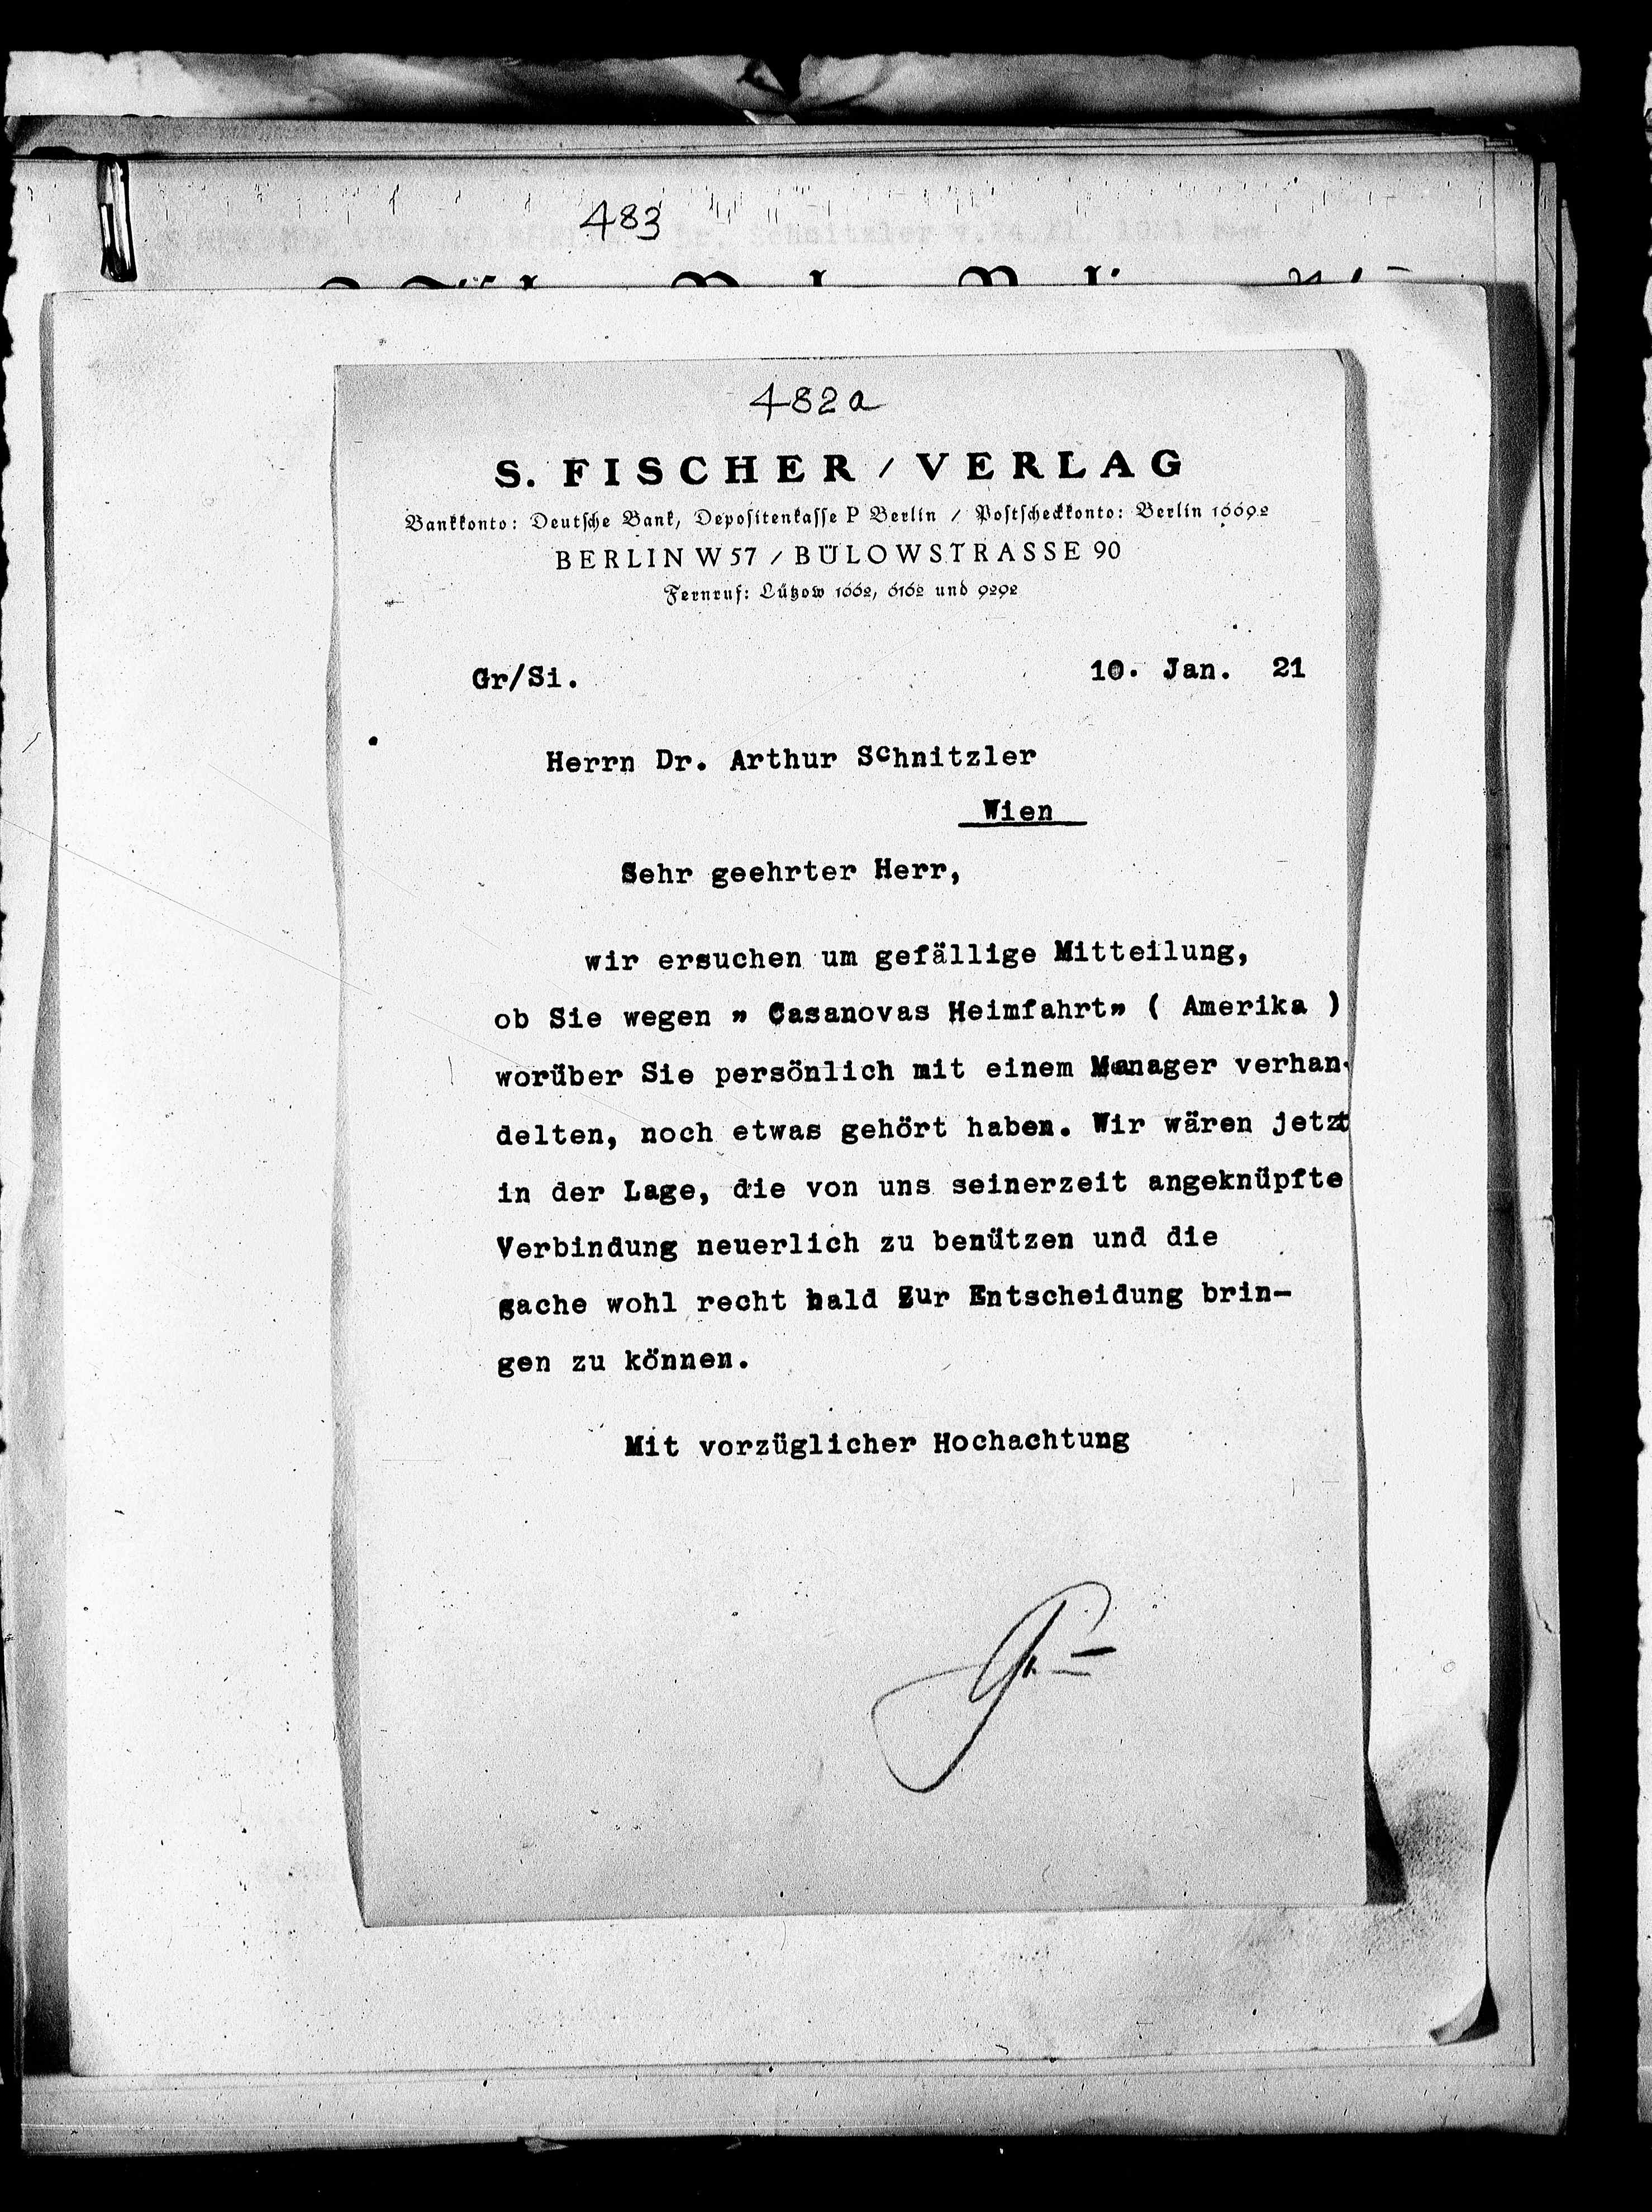 483
482a
S. FISCHER / VERLAG
Bankkonto: Deutsche Bank, Depositenkasse P Berlin / Postscheckkonto: Berlin 16692
BERLIN W 57 / BÜLOWSTRASSE 90
Fernruf: Lützow 1662, 6162 und 9292
Gr/Si. 10. Jan. 21
Herrn Dr. Arthur Schnitzler
Wien
Sehr geehrter Herr,
wir ersuchen um gefällige Mitteilung,
ob Sie wegen „ Casanovas Heimfahrt„ ( Amerika )
worüber Sie persönlich mit einem Manager verhan-
delten, noch etwas gehört haben. Wir wären jetzt
in der Lage, die von uns seinerzeit angeknüpfte
Verbindung neuerlich zu benützen und die
Sache wohl recht bald zur Entscheidung brin-
gen zu können.
Mit vorzüglicher Hochachtung